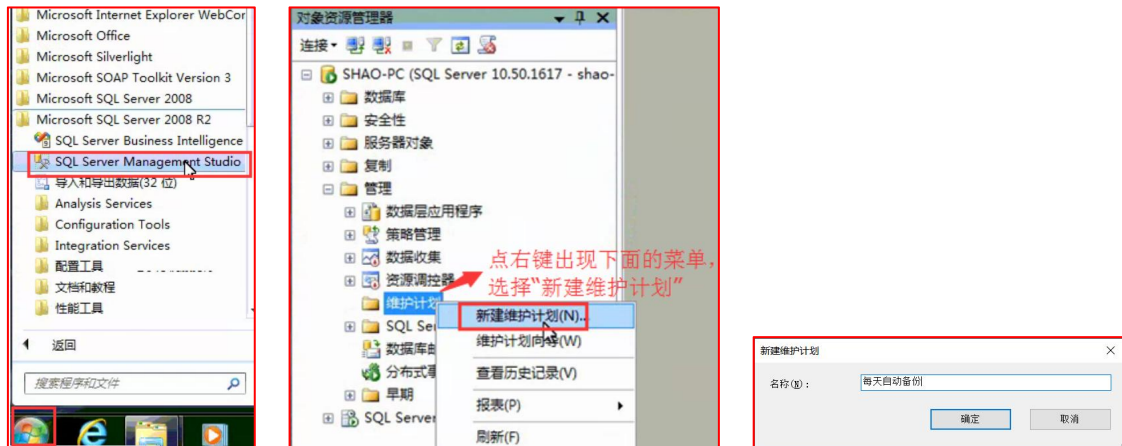 Microsoft Internet Explorer WebCor
Microsoft Office
Microsoft Silverlight
Microsoft SOAP Toolkit Version 3
Microsoft SQL Server 2008
Microsoft SQL Server 2008 R2
SQL Server Business Intelligence
SQL Server Management Studio
导入和导出数据(32 位)
Analysis Services
Configuration Tools
Integration Services
配置工具
文档和教程
性能工具
返回
搜索程序和文件
对象资源管理器
连接
SHAO-PC (SQL Server 10.50.1617 - shao-
数据库
安全性
服务器对象
复制
管理
数据层应用程序
策略管理
数据收集
资源调控器
维护计划
SQL Ser
数据库邮
分布式事
早期
SQL Server
点右键出现下面的菜单,
选择“新建维护计划”
新建维护计划(N)...
维护计划向导(W)
查看历史记录(V)
报表(P)
刷新(F)
新建维护计划
名称(N):
每天自动备份
确定
取消